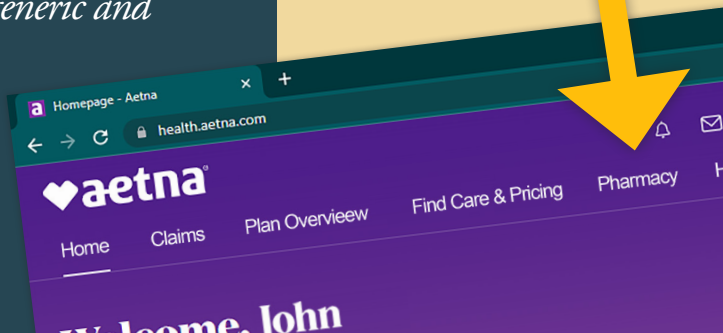 eneric and
a Homepage - Aetna × +
health.aetna.com
aetna®
Home Claims Plan Overvieew Find Care & Pricing Pharmacy H
Welcome, John